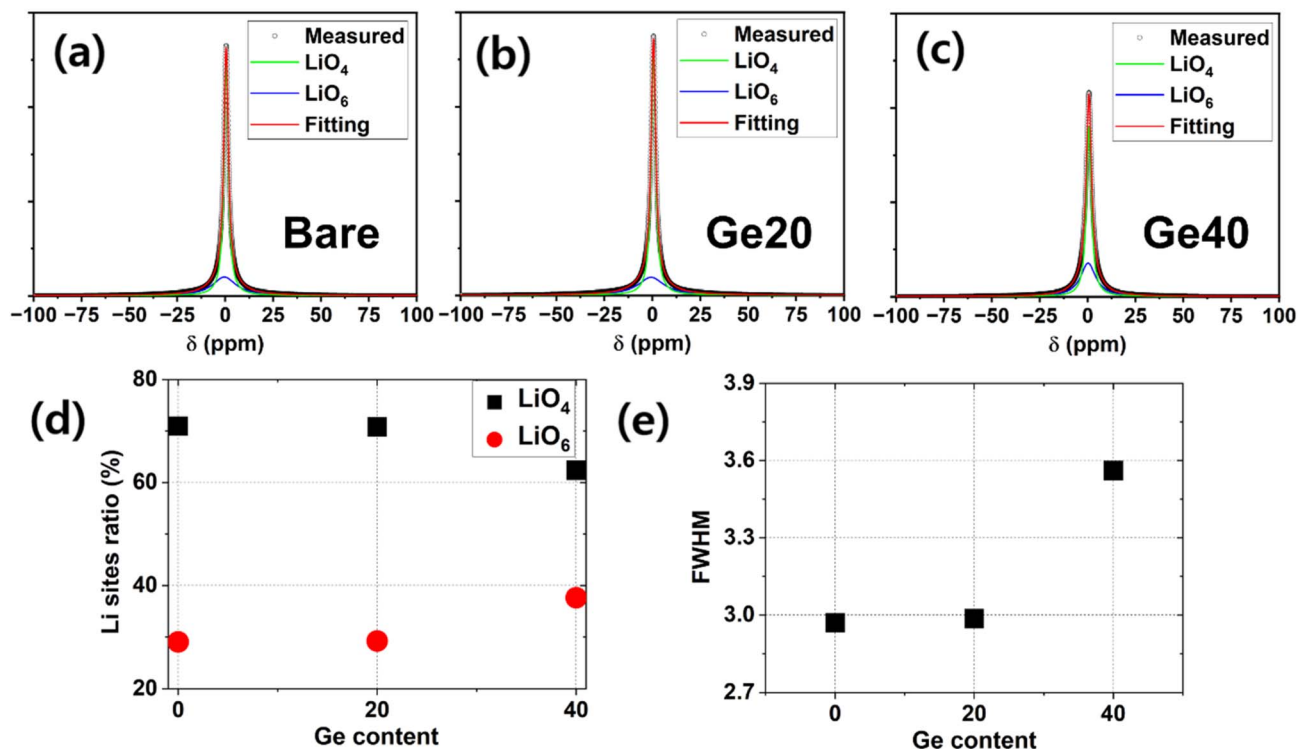 (a)
Measured
LiO₄
LiO₆
Fitting
Bare
−100 −75 −50 −25 0 25 50 75 100
δ (ppm)
(b)
Measured
LiO₄
LiO₆
Fitting
Ge20
−100 −75 −50 −25 0 25 50 75 100
δ (ppm)
(c)
Measured
LiO₄
LiO₆
Fitting
Ge40
−100 −75 −50 −25 0 25 50 75 100
δ (ppm)
(d)
LiO₄
LiO₆
Li sites ratio (%)
80
60
40
20
0 20 40
Ge content
(e)
FWHM
3.9
3.6
3.3
3.0
2.7
0 20 40
Ge content